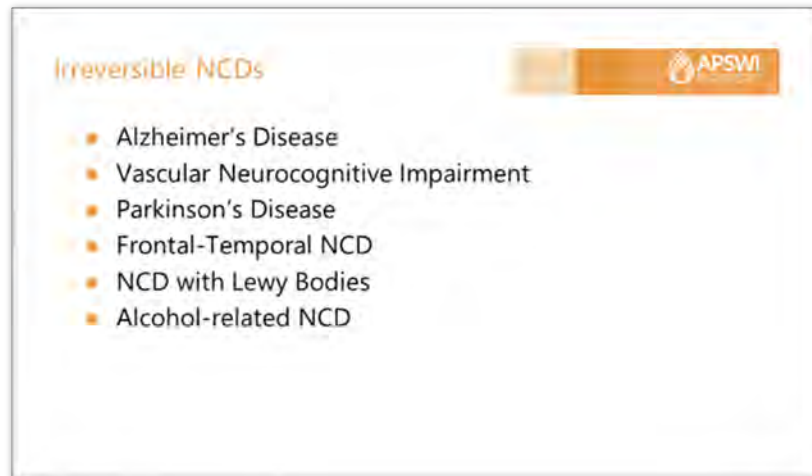 Irreversible NCDs
APSWI
Alzheimer's Disease
Vascular Neurocognitive Impairment
Parkinson's Disease
Frontal-Temporal NCD
NCD with Lewy Bodies
Alcohol-related NCD